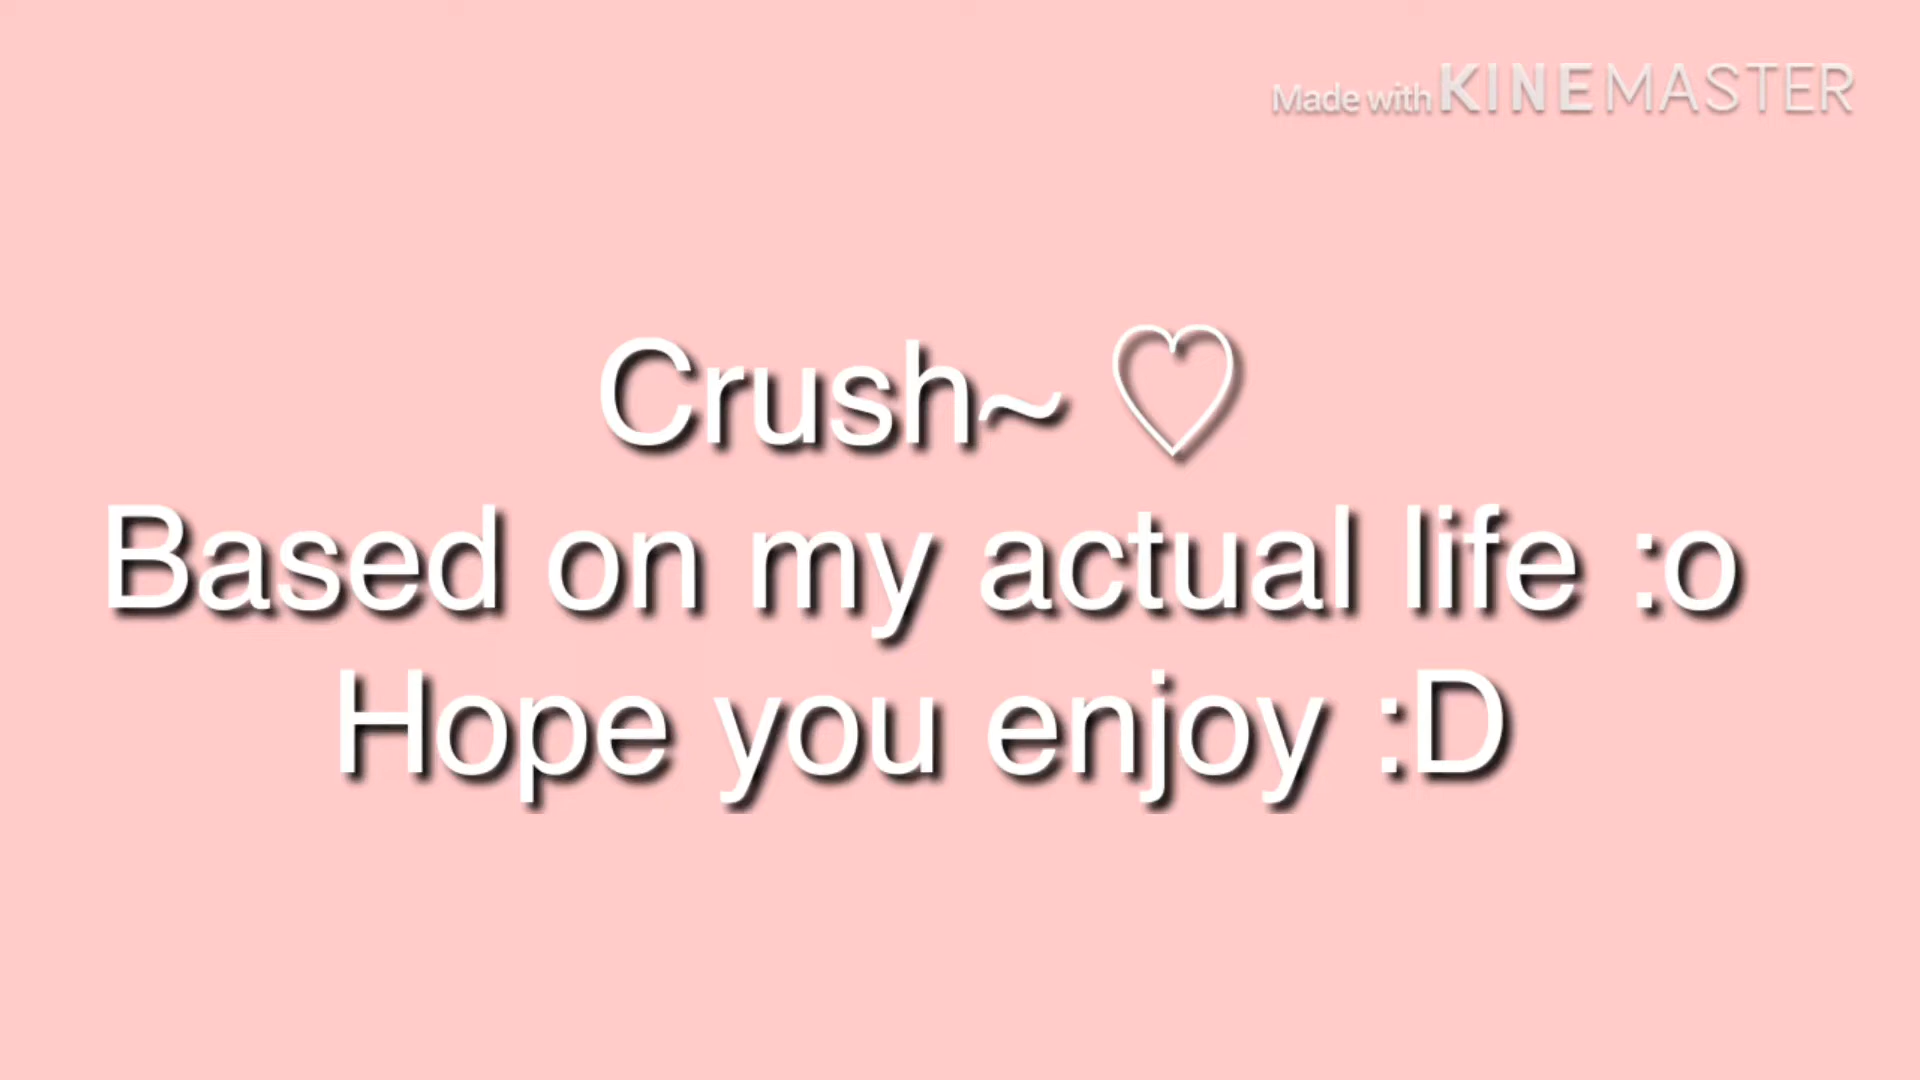 Made with KINEMASTER
Crush~ ♡
Based on my actual life :o
Hope you enjoy :D